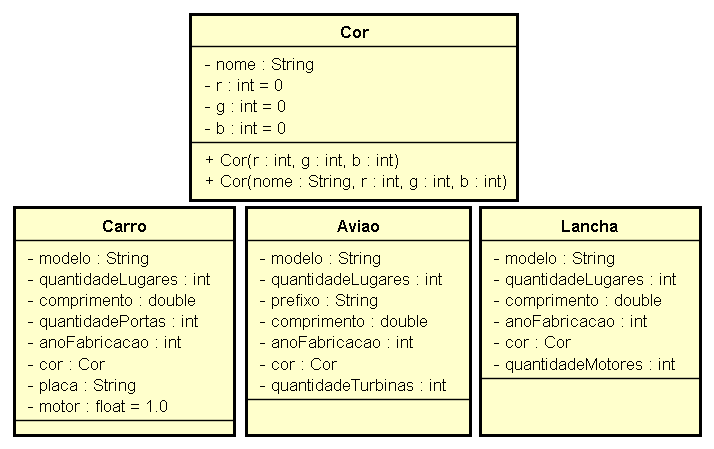 Cor
- nome : String
- r : int = 0
- g : int = 0
- b : int = 0
+ Cor(r : int, g : int, b : int)
+ Cor(nome : String, r : int, g : int, b : int)
Carro
- modelo : String
- quantidadeLugares : int
- comprimento : double
- quantidadePortas : int
- anoFabricacao : int
- cor : Cor
- placa : String
- motor : float = 1.0
Aviao
- modelo : String
- quantidadeLugares : int
- prefixo : String
- comprimento : double
- anoFabricacao : int
- cor : Cor
- quantidadeTurbinas : int
Lancha
- modelo : String
- quantidadeLugares : int
- comprimento : double
- anoFabricacao : int
- cor : Cor
- quantidadeMotores : int